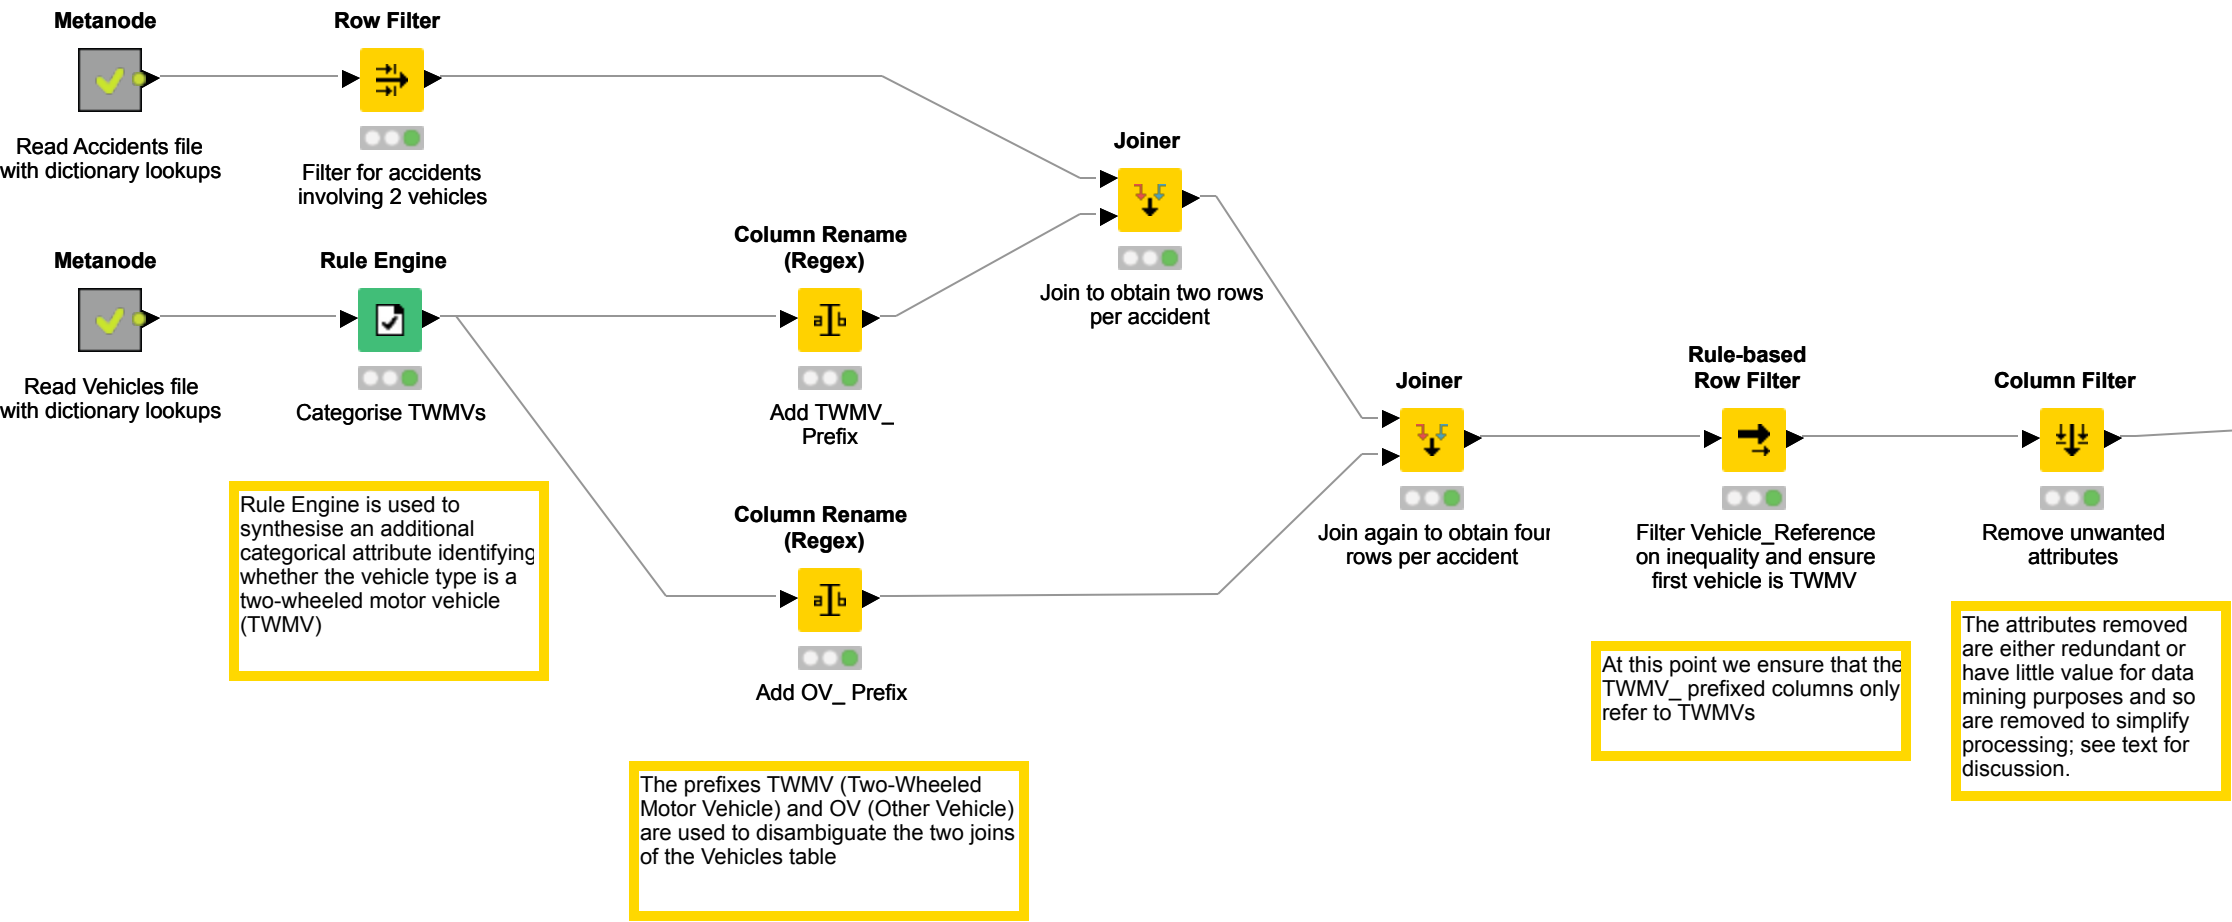 Metanode
Read Accidents file
with dictionary lookups
Row Filter
Filter for accidents
involving 2 vehicles
Metanode
Read Vehicles file
with dictionary lookups
Rule Engine
Categorise TWMVs
Rule Engine is used to
synthesise an additional
categorical attribute identifying
whether the vehicle type is a
two-wheeled motor vehicle
(TWMV)
Column Rename
(Regex)
a b
Add TWMV_
Prefix
Column Rename
(Regex)
a b
Add OV_ Prefix
The prefixes TWMV (Two-Wheeled
Motor Vehicle) and OV (Other Vehicle)
are used to disambiguate the two joins
of the Vehicles table
Joiner
Join to obtain two rows
per accident
Joiner
Join again to obtain four
rows per accident
Rule-based
Row Filter
Filter Vehicle_Reference
on inequality and ensure
first vehicle is TWMV
At this point we ensure that the
TWMV_ prefixed columns only
refer to TWMVs
Column Filter
Remove unwanted
attributes
The attributes removed
are either redundant or
have little value for data
mining purposes and so
are removed to simplify
processing; see text for
discussion.